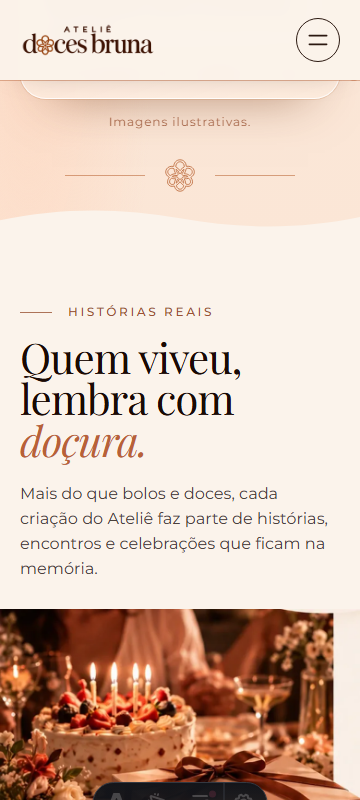 ATELIÊ
doces bruna
Imagens ilustrativas.
HISTÓRIAS REAIS
Quem viveu,
lembra com
doçura.
Mais do que bolos e doces, cada
criação do Ateliê faz parte de histórias,
encontros e celebrações que ficam na
memória.